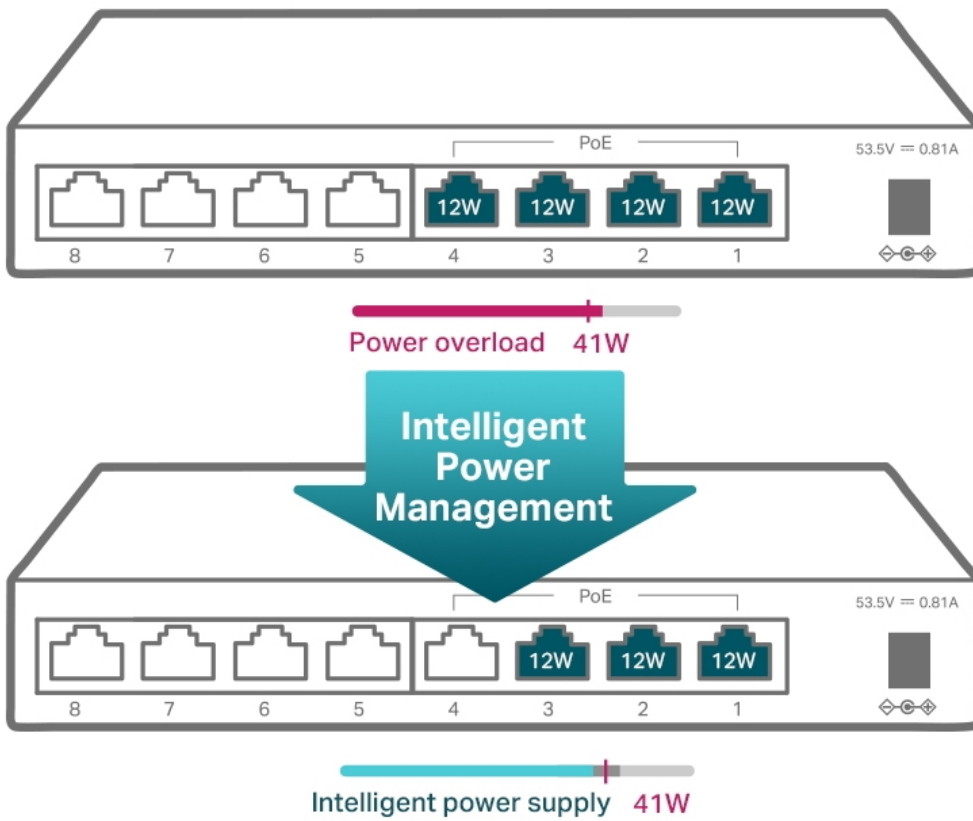 PoE
53.5V ⎓ 0.81A
12W 12W 12W 12W
8 7 6 5 4 3 2 1
Power overload 41W
Intelligent
Power
Management
PoE
53.5V ⎓ 0.81A
12W 12W 12W
8 7 6 5 4 3 2 1
Intelligent power supply 41W